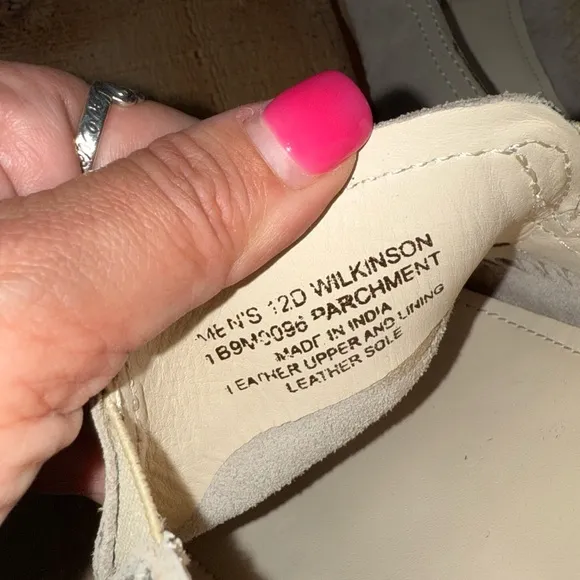 MEN'S 12D WILKINSON
1B9M0096 PARCHMENT
MADE IN INDIA
LEATHER UPPER AND LINING
LEATHER SOLE